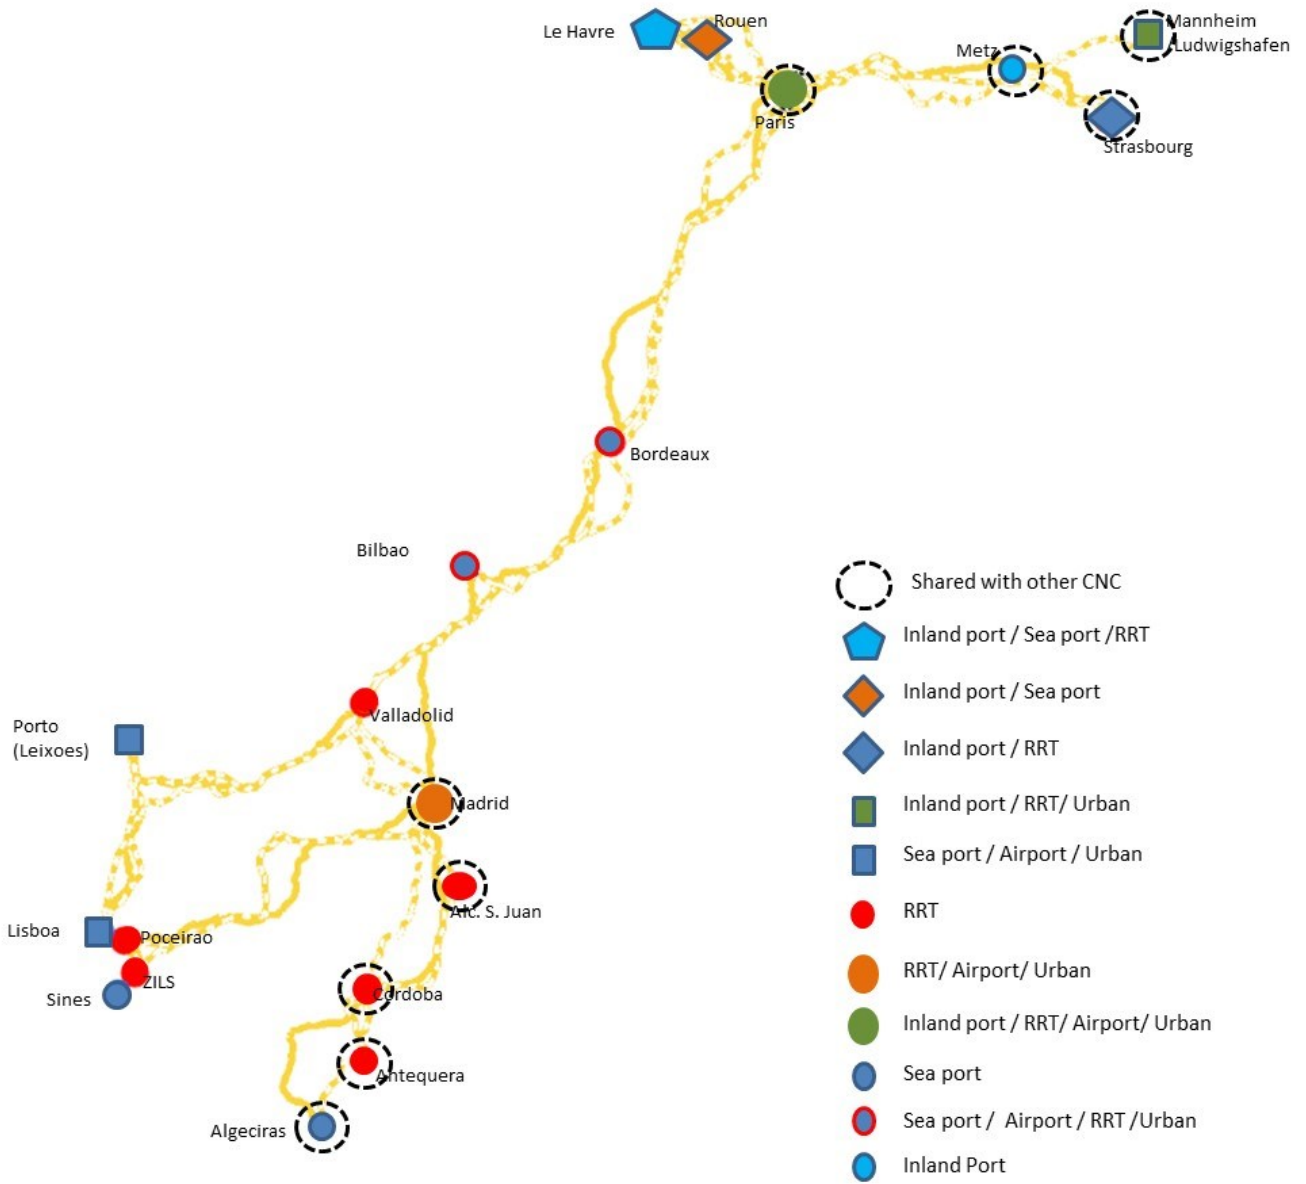 Le Havre
Rouen
Metz
Mannheim
Ludwigshafen
Paris
Strasbourg
Bordeaux
Bilbao
Valladolid
Porto
(Leixoes)
Madrid
Alc. S. Juan
Lisboa
Poceirao
ZILS
Sines
Cordoba
Antequera
Algeciras
Shared with other CNC
Inland port / Sea port /RRT
Inland port / Sea port
Inland port / RRT
Inland port / RRT/ Urban
Sea port / Airport / Urban
RRT
RRT/ Airport/ Urban
Inland port / RRT/ Airport/ Urban
Sea port
Sea port / Airport / RRT /Urban
Inland Port